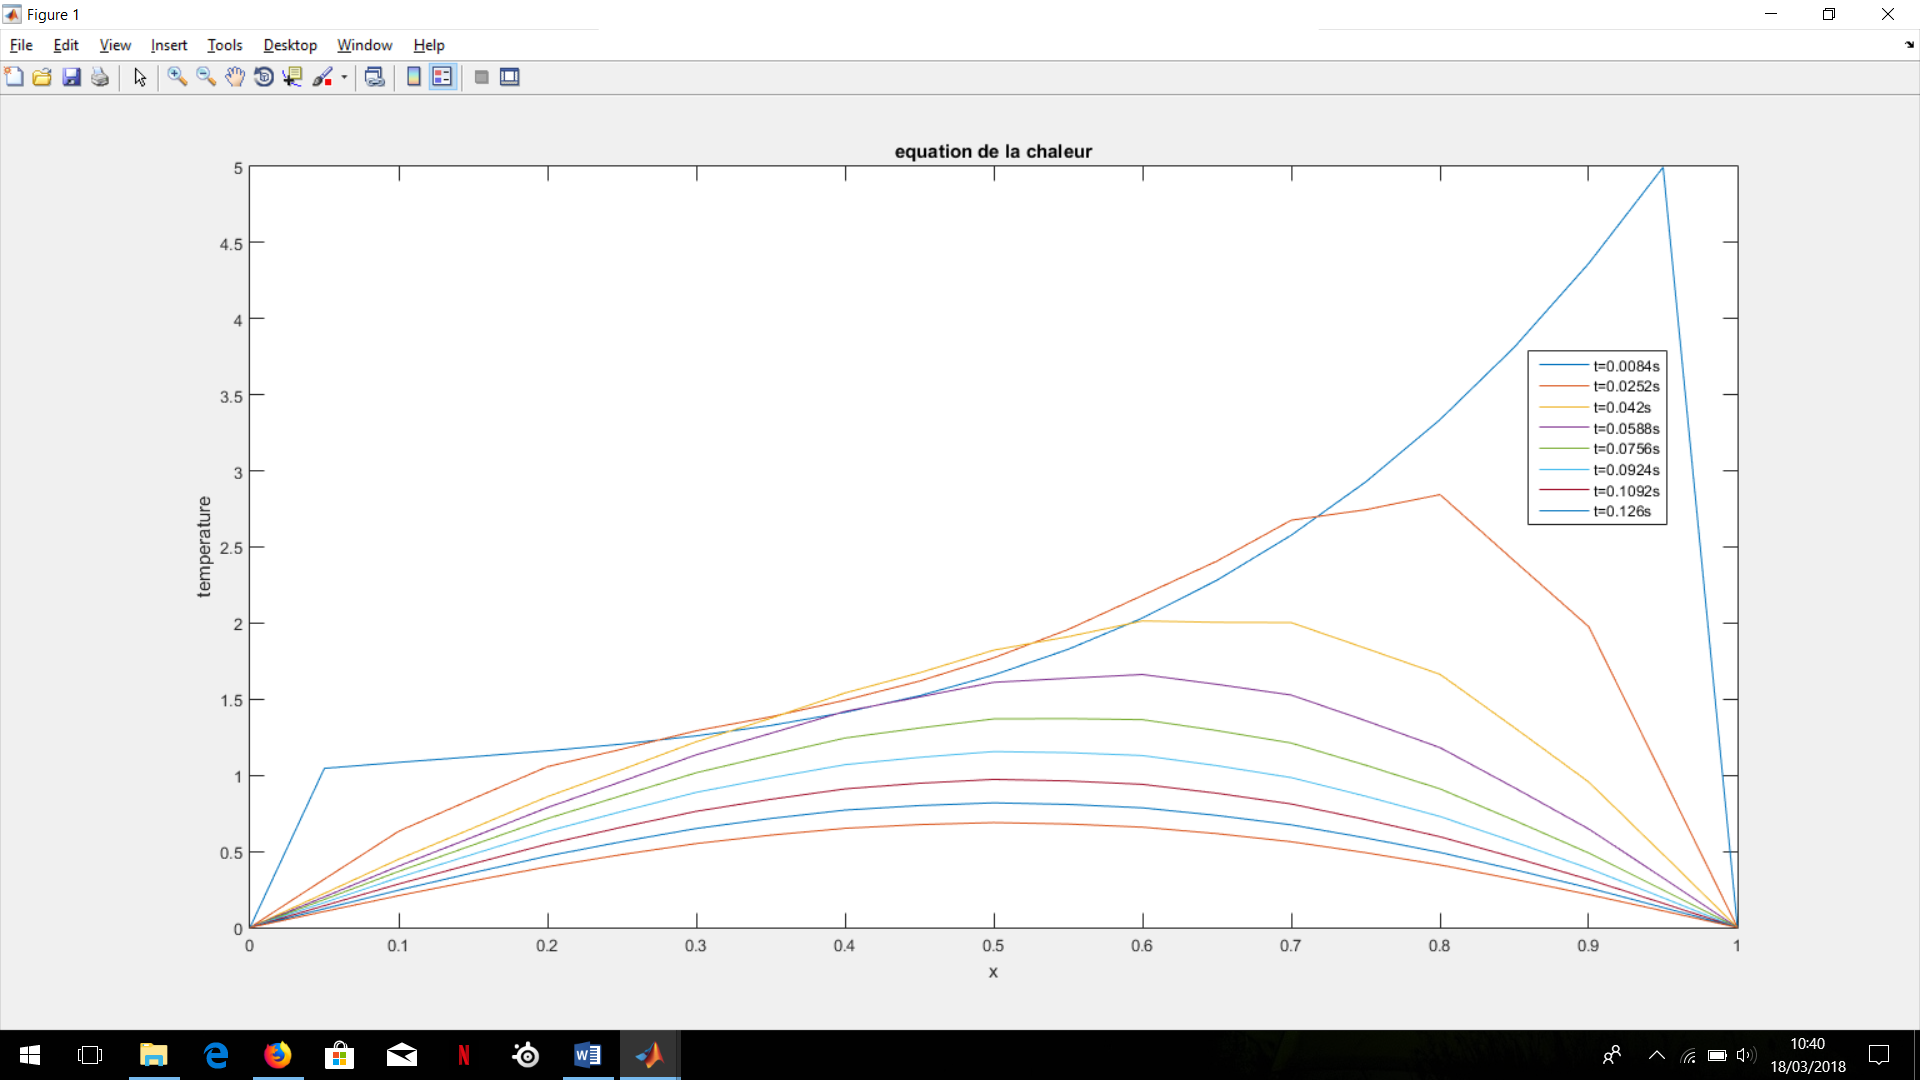 Figure 1
File Edit View Insert Tools Desktop Window Help
equation de la chaleur
5
4.5
4
3.5
3
2.5
2
1.5
1
0.5
0
temperature
t=0.0084s
t=0.0252s
t=0.042s
t=0.0588s
t=0.0756s
t=0.0924s
t=0.1092s
t=0.126s
0 0.1 0.2 0.3 0.4 0.5 0.6 0.7 0.8 0.9 1
x
10:40
18/03/2018